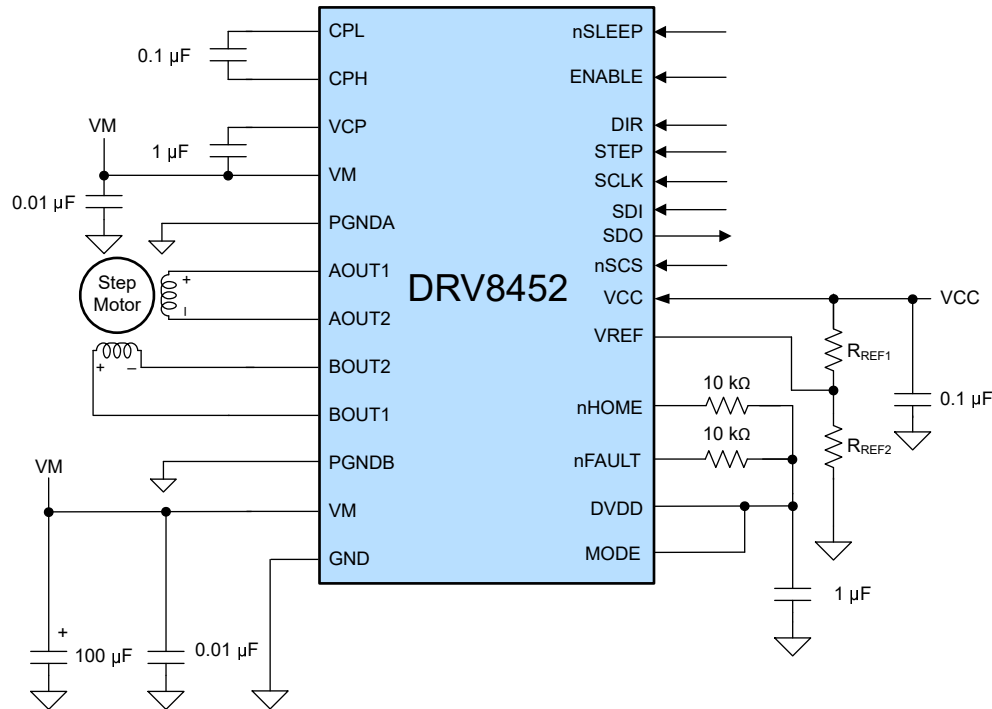 CPL
0.1 µF
CPH
VCP
VM
1 µF
VM
0.01 µF
PGNDA
Step
Motor
+
–
AOUT1
AOUT2
+
–
BOUT2
BOUT1
PGNDB
VM
VM
GND
+
100 µF
0.01 µF
DRV8452
nSLEEP
ENABLE
DIR
STEP
SCLK
SDI
SDO
nSCS
VCC
VCC
VREF
RREF1
10 kΩ
nHOME
0.1 µF
10 kΩ
nFAULT
RREF2
DVDD
MODE
1 µF